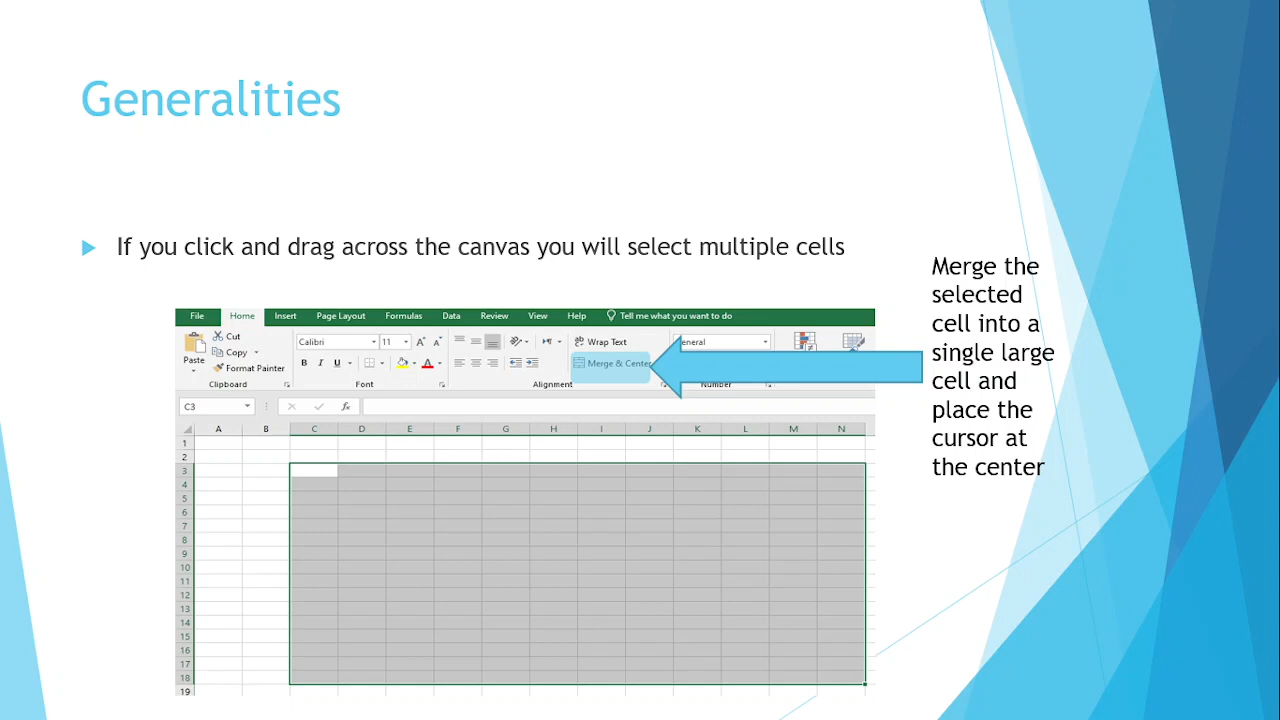 Generalities
If you click and drag across the canvas you will select multiple cells
Merge the
selected
cell into a
single large
cell and
place the
cursor at
the center
File Home Insert Page Layout Formulas Data Review View Help Tell me what you want to do
Cut
Copy
Format Painter
Paste
Clipboard
Calibri 11
B I U
Font
Wrap Text
Merge & Center
Alignment
eneral
Number
C3 fx
A B C D E F G H I J K L M N
1
2
3
4
5
6
7
8
9
10
11
12
13
14
15
16
17
18
19